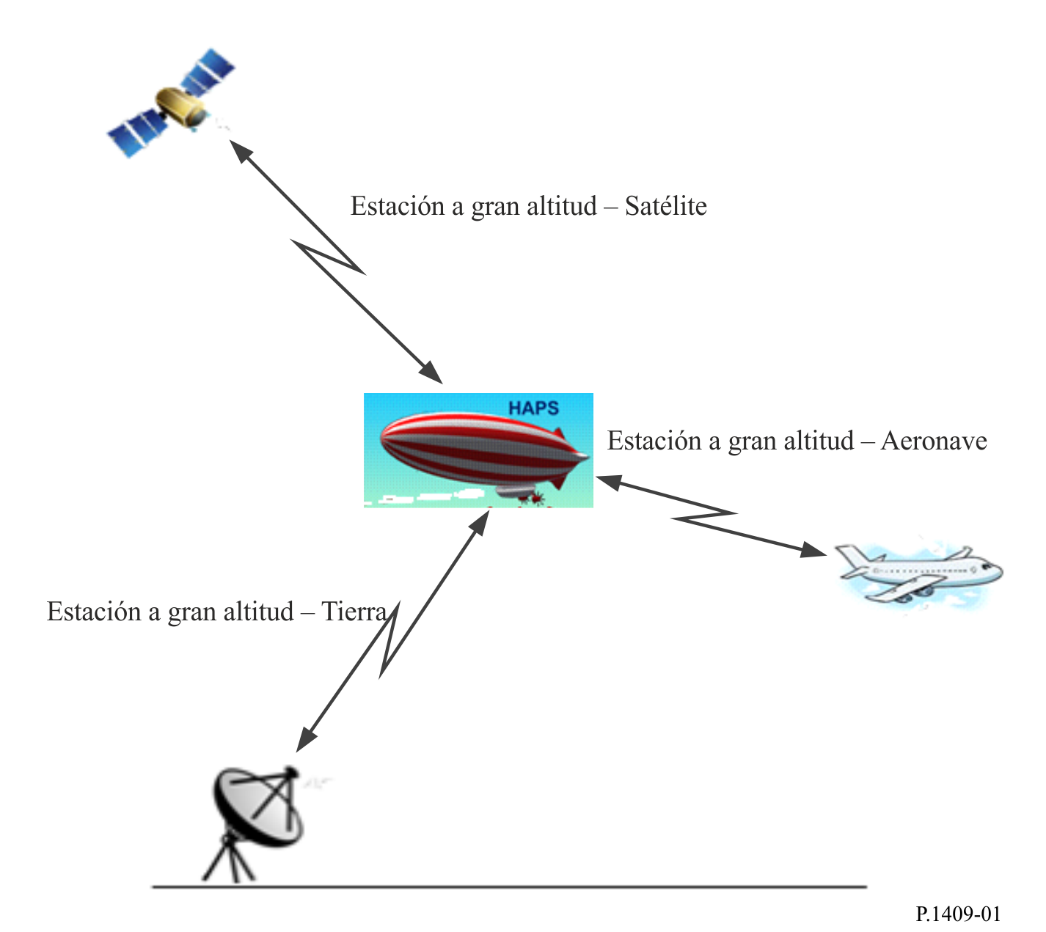 Estación a gran altitud – Satélite
HAPS
Estación a gran altitud – Aeronave
Estación a gran altitud – Tierra
P.1409-01